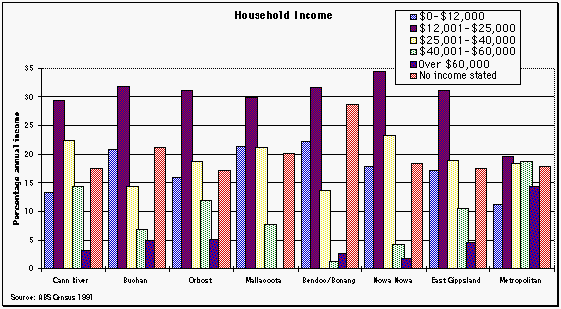 Household Income
$0-$12,000
$12,001-$25,000
$25,001-$40,000
$40,001-$60,000
Over $60,000
No income stated
Percentage annual income
35
30
25
20
15
10
5
0
Cann River
Buchan
Orbost
Mallacoota
Bendoc/Bonang
Nowa Nowa
East Gippsland
Metropolitan
Source: ABS Census 1991